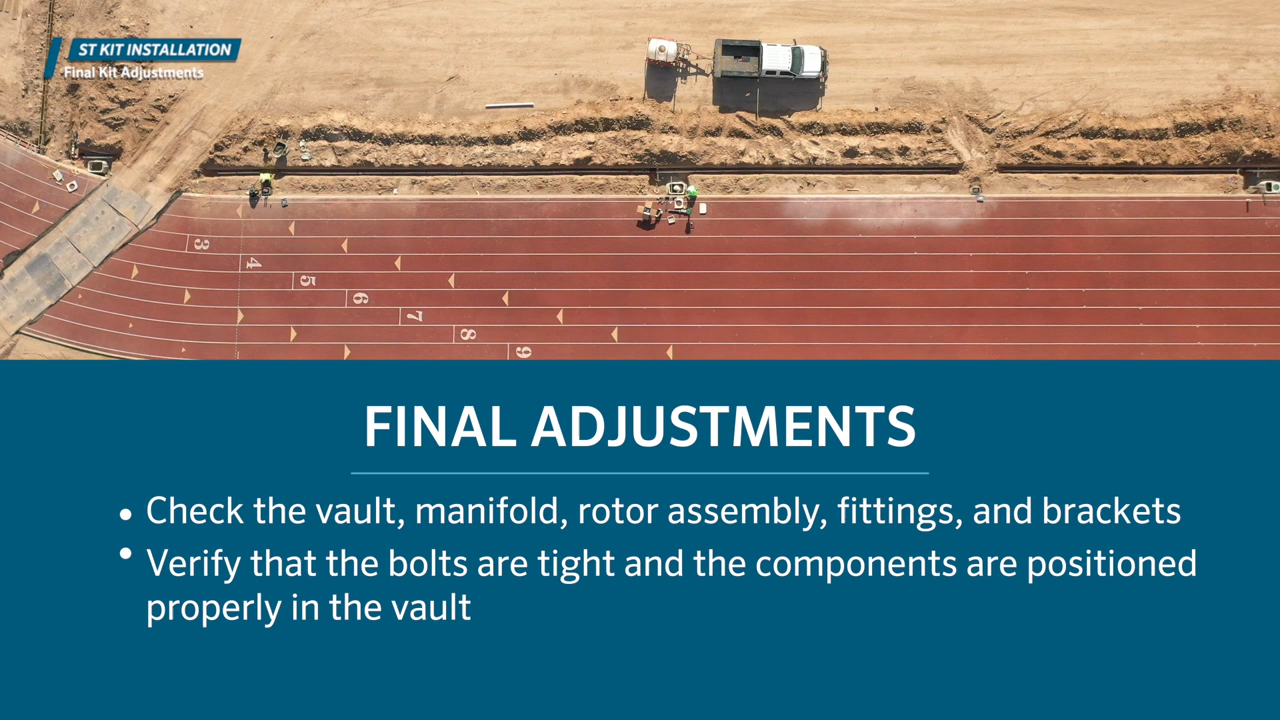 ST KIT INSTALLATION
Final Kit Adjustments
3
4
5
6
7
8
9
FINAL ADJUSTMENTS
• Check the vault, manifold, rotor assembly, fittings, and brackets
• Verify that the bolts are tight and the components are positioned
properly in the vault